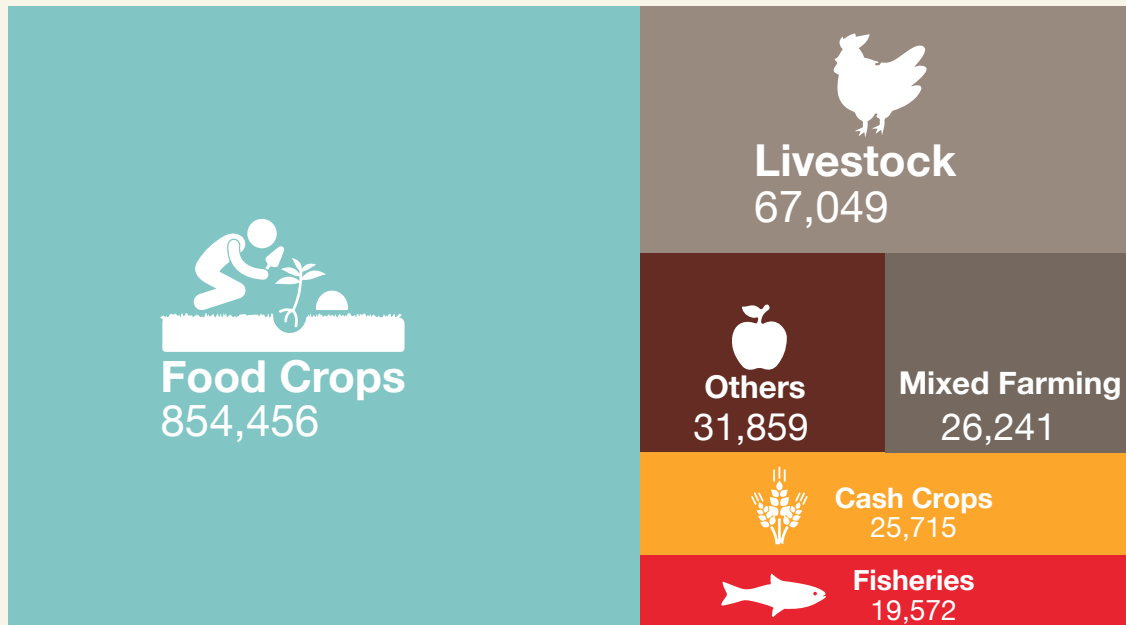 Food Crops
854,456
Livestock
67,049
Others
31,859
Mixed Farming
26,241
Cash Crops
25,715
Fisheries
19,572